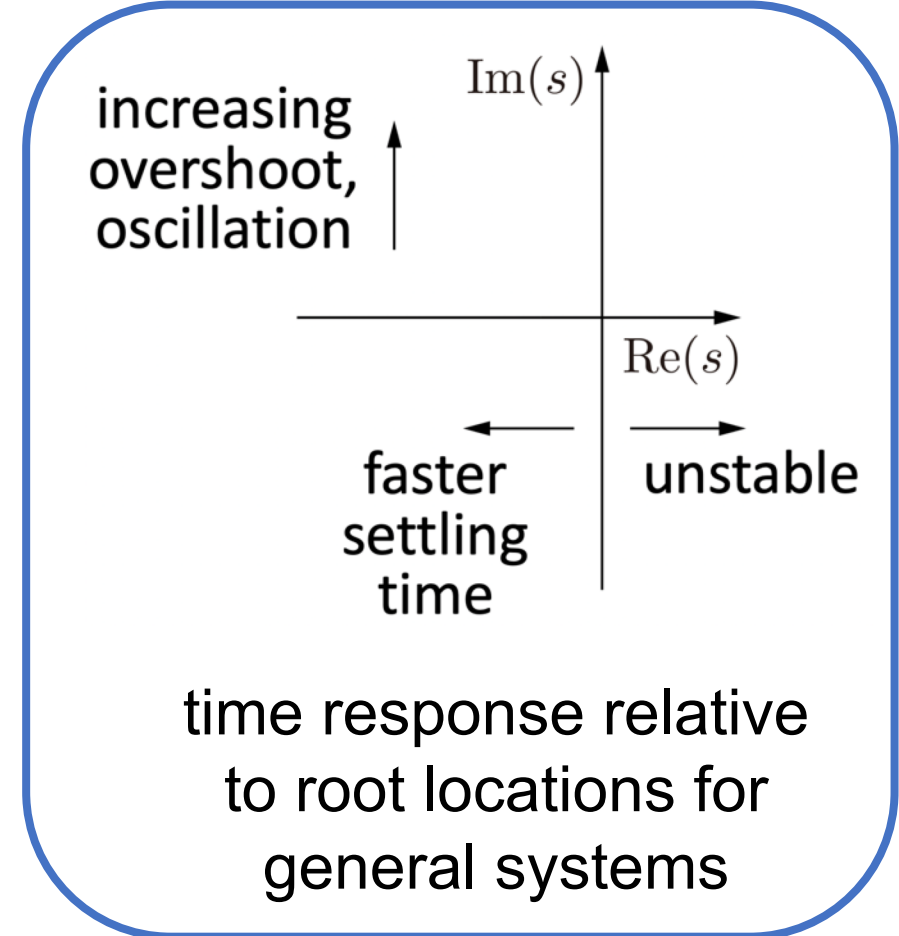 Im(s)
increasing
overshoot,
oscillation
Re(s)
faster
settling
time
unstable
time response relative
to root locations for
general systems